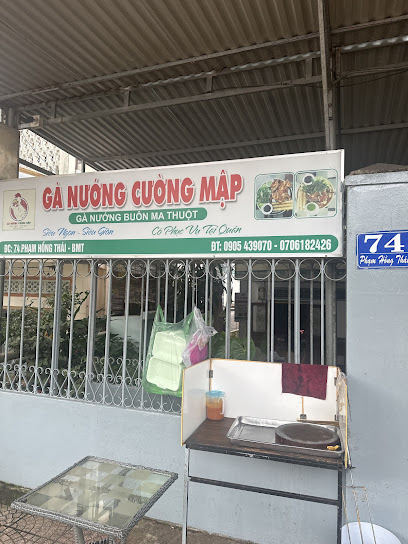 GÀ NƯỚNG CƯỜNG MẬP
GÀ NƯỚNG BUÔN MA THUỘT
Siêu Ngon - Siêu Giòn
Có Phục Vụ Tại Quán
ĐC: 74 PHẠM HỒNG THÁI - BMT
ĐT: 0905 439070 - 0706182426
74
Phạm Hồng Thái